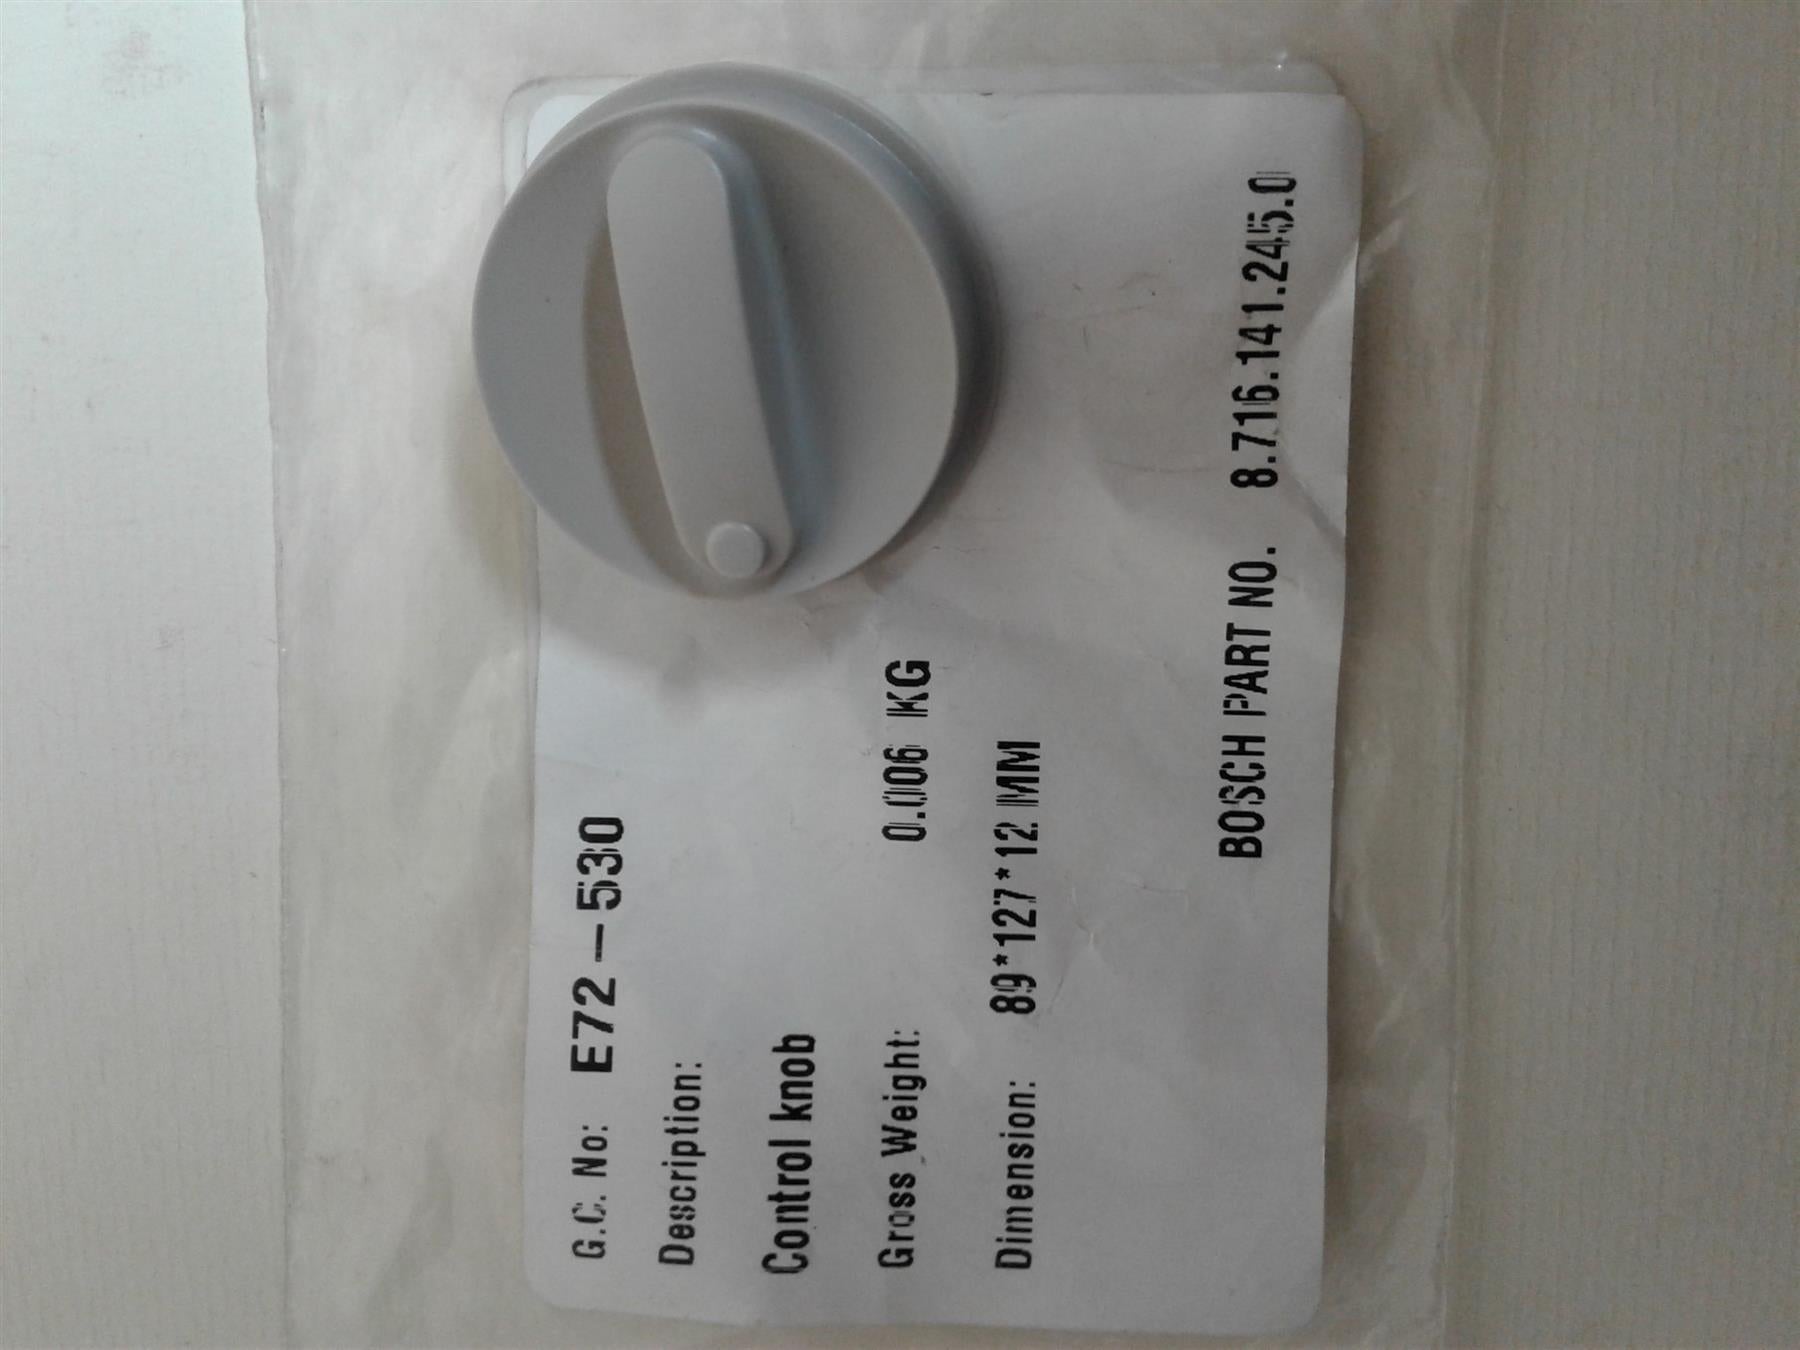 G.C. No: E72-530
Description:
Control knob
Gross Weight: 0.006 KG
Dimension: 89*127*12 MM
BOSCH PART NO. 8.716.141.245.0